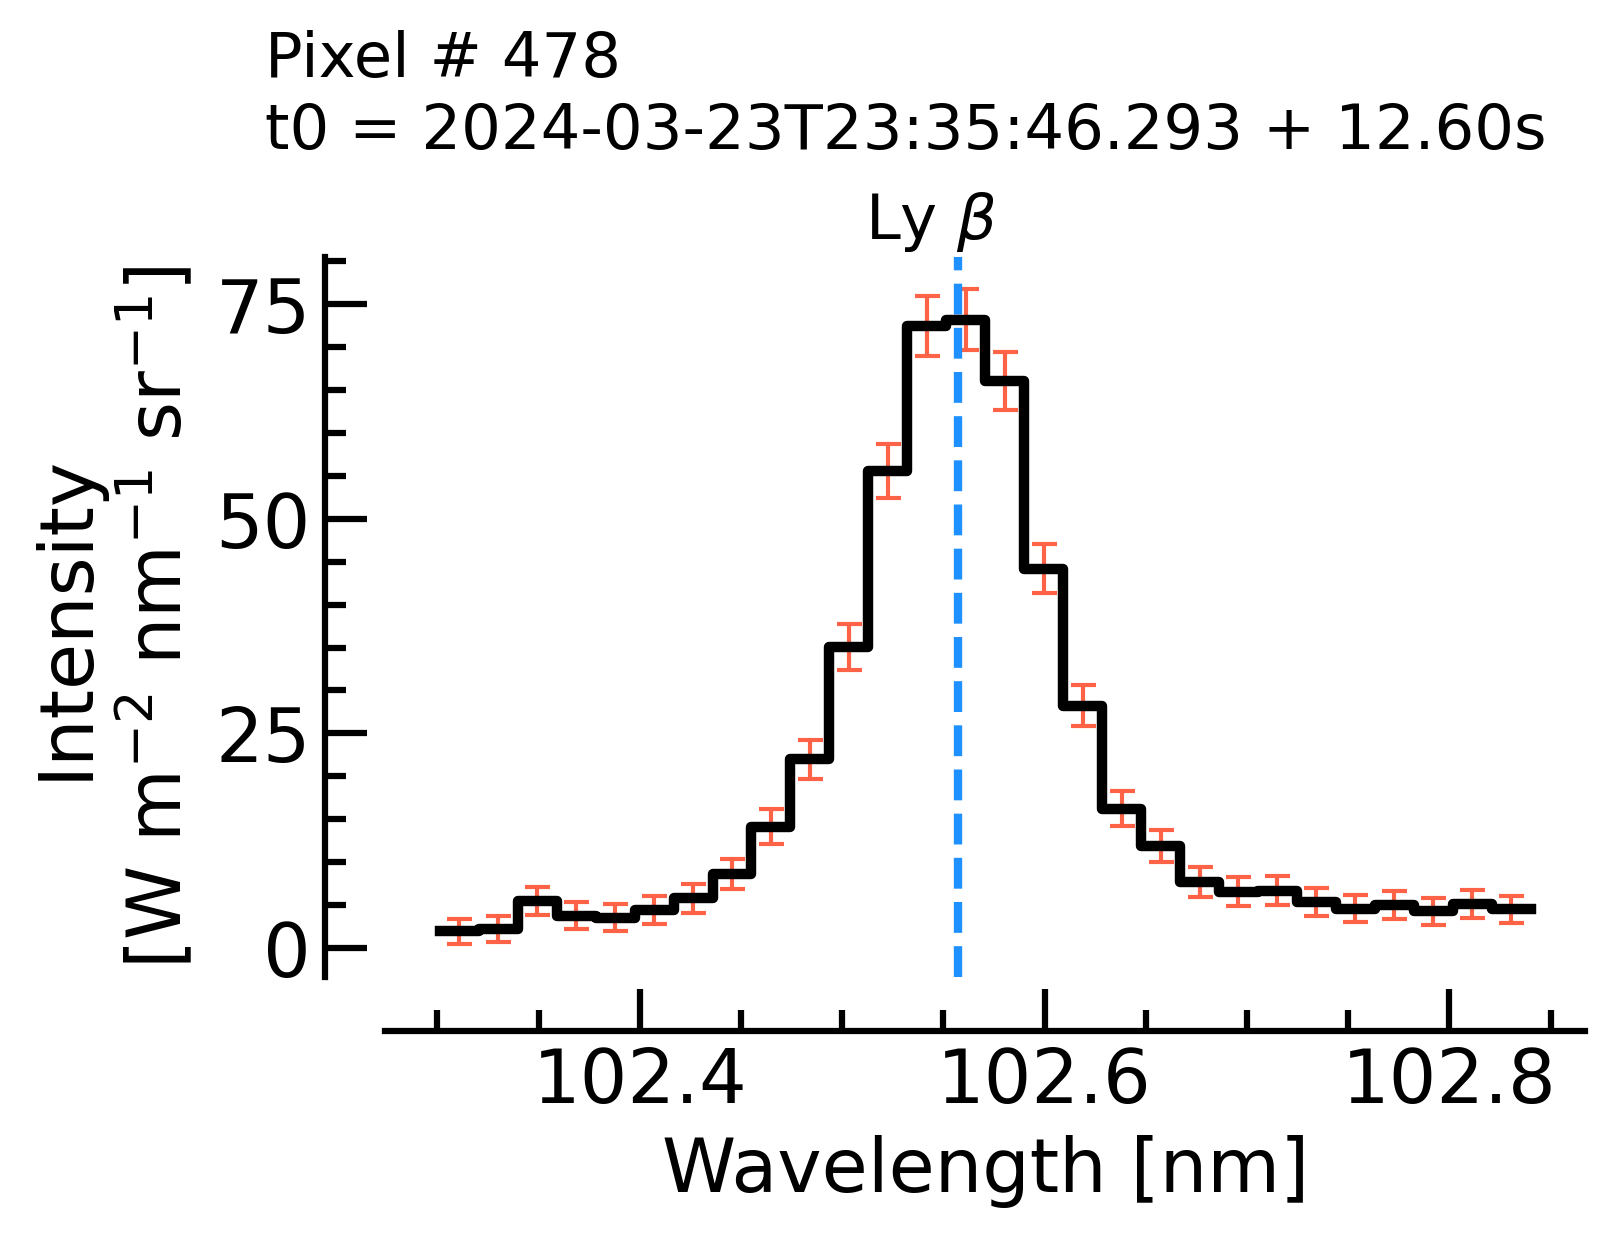 Pixel # 478
t0 = 2024-03-23T23:35:46.293 + 12.60s
Ly β
Intensity
[W m⁻² nm⁻¹ sr⁻¹]
75
50
25
0
102.4 102.6 102.8
Wavelength [nm]